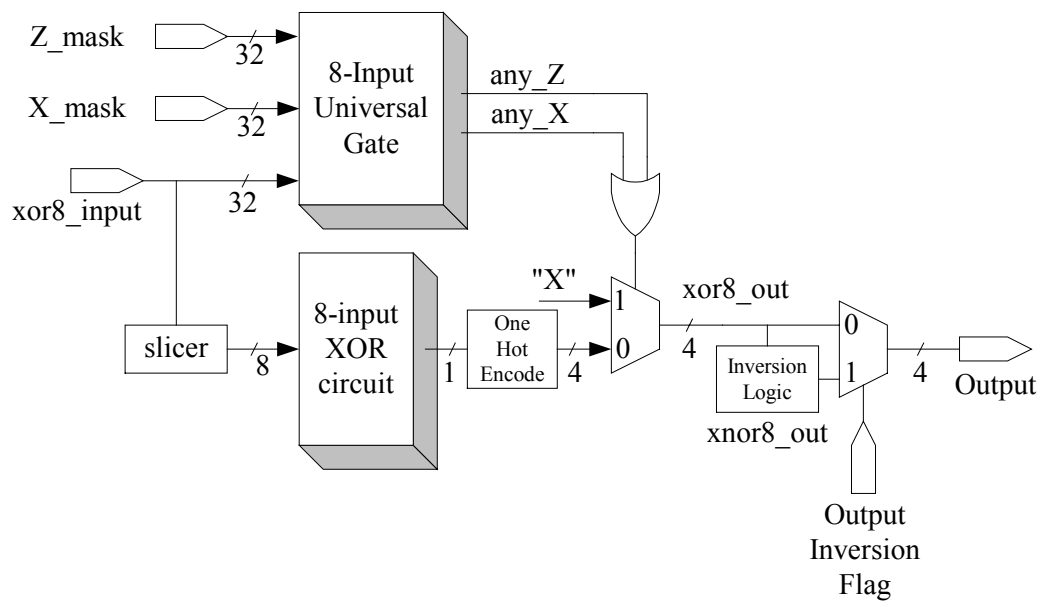 Z_mask
32
X_mask
32
xor8_input
32
8-Input
Universal
Gate
any_Z
any_X
slicer
8
8-input
XOR
circuit
1
One
Hot
Encode
4
"X"
1
0
xor8_out
4
Inversion
Logic
xnor8_out
0
1
4
Output
Output
Inversion
Flag